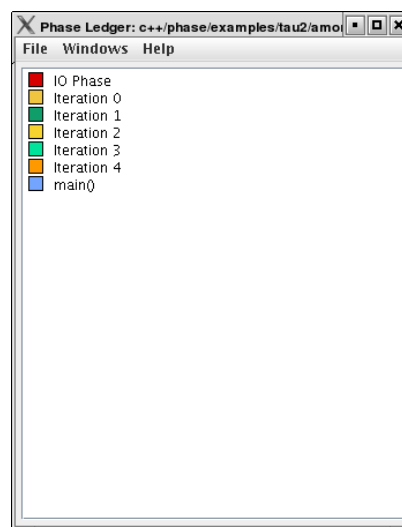 Phase Ledger: c++/phase/examples/tau2/amo
File Windows Help
IO Phase
Iteration 0
Iteration 1
Iteration 2
Iteration 3
Iteration 4
main()